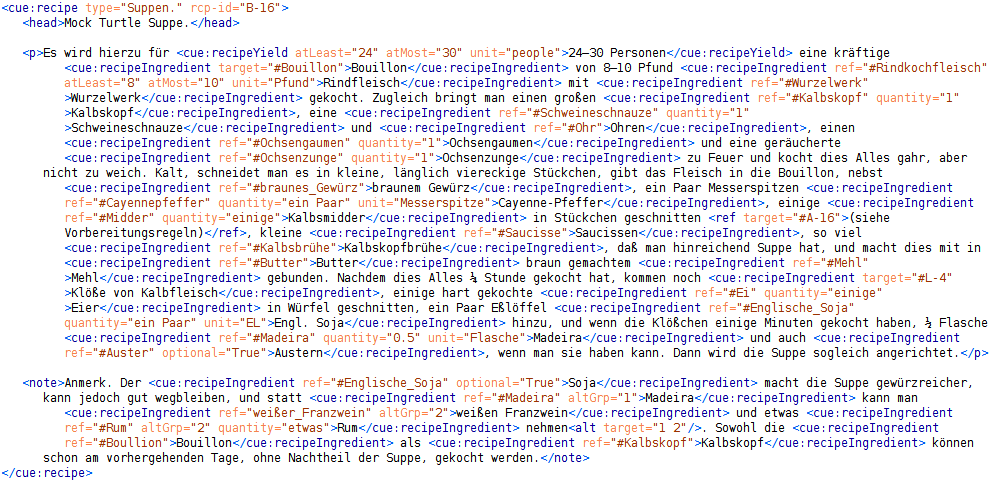 <cue:recipe type="Suppen." rcp-id="B-16">
<head>Mock Turtle Suppe.</head>
<p>Es wird hierzu für <cue:recipeYield atLeast="24" atMost="30" unit="people">24—30 Personen</cue:recipeYield> eine kräftige
<cue:recipeIngredient target="#Bouillon">Bouillon</cue:recipeIngredient> von 8—10 Pfund <cue:recipeIngredient ref="#Rindkochfleisch"
atLeast="8" atMost="10" unit="Pfund">Rindfleisch</cue:recipeIngredient> mit <cue:recipeIngredient ref="#Wurzelwerk"
>Wurzelwerk</cue:recipeIngredient> gekocht. Zugleich bringt man einen großen <cue:recipeIngredient ref="#Kalbskopf" quantity="1"
>Kalbskopf</cue:recipeIngredient>, eine <cue:recipeIngredient ref="#Schweineschnauze" quantity="1"
>Schweineschnauze</cue:recipeIngredient> und <cue:recipeIngredient ref="#Ohr">Ohren</cue:recipeIngredient>, einen
<cue:recipeIngredient ref="#Ochsengaumen" quantity="1">Ochsengaumen</cue:recipeIngredient> und eine geräucherte
<cue:recipeIngredient ref="#Ochsenzunge" quantity="1">Ochsenzunge</cue:recipeIngredient> zu Feuer und kocht dies Alles gahr, aber
nicht zu weich. Kalt, schneidet man es in kleine, länglich viereckige Stückchen, gibt das Fleisch in die Bouillon, nebst
<cue:recipeIngredient ref="#braunes_Gewürz">braunem Gewürz</cue:recipeIngredient>, ein Paar Messerspitzen <cue:recipeIngredient
ref="#Cayennepfeffer" quantity="ein Paar" unit="Messerspitze">Cayenne-Pfeffer</cue:recipeIngredient>, einige <cue:recipeIngredient
ref="#Midder" quantity="einige">Kalbsmidder</cue:recipeIngredient> in Stückchen geschnitten <ref target="#A-16">(siehe
Vorbereitungsregeln)</ref>, kleine <cue:recipeIngredient ref="#Saucisse">Saucissen</cue:recipeIngredient>, so viel
<cue:recipeIngredient ref="#Kalbsbrühe">Kalbskopfbrühe</cue:recipeIngredient>, daß man hinreichend Suppe hat, und macht dies mit in
<cue:recipeIngredient ref="#Butter">Butter</cue:recipeIngredient> braun gemachtem <cue:recipeIngredient ref="#Mehl"
>Mehl</cue:recipeIngredient> gebunden. Nachdem dies Alles ¼ Stunde gekocht hat, kommen noch <cue:recipeIngredient target="#L-4"
>Klöße von Kalbfleisch</cue:recipeIngredient>, einige hart gekochte <cue:recipeIngredient ref="#Ei" quantity="einige"
>Eier</cue:recipeIngredient> in Würfel geschnitten, ein Paar Eßlöffel <cue:recipeIngredient ref="#Englische_Soja"
quantity="ein Paar" unit="EL">Engl. Soja</cue:recipeIngredient> hinzu, und wenn die Klößchen einige Minuten gekocht haben, ½ Flasche
<cue:recipeIngredient ref="#Madeira" quantity="0.5" unit="Flasche">Madeira</cue:recipeIngredient> und auch <cue:recipeIngredient
ref="#Auster" optional="True">Austern</cue:recipeIngredient>, wenn man sie haben kann. Dann wird die Suppe sogleich angerichtet.</p>
<note>Anmerk. Der <cue:recipeIngredient ref="#Englische_Soja" optional="True">Soja</cue:recipeIngredient> macht die Suppe gewürzreicher,
kann jedoch gut wegbleiben, und statt <cue:recipeIngredient ref="#Madeira" altGrp="1">Madeira</cue:recipeIngredient> kann man
<cue:recipeIngredient ref="weißer_Franzwein" altGrp="2">weißen Franzwein</cue:recipeIngredient> und etwas <cue:recipeIngredient
ref="#Rum" altGrp="2" quantity="etwas">Rum</cue:recipeIngredient> nehmen<alt target="1 2"/>. Sowohl die <cue:recipeIngredient
ref="#Boullion">Bouillon</cue:recipeIngredient> als <cue:recipeIngredient ref="#Kalbskopf">Kalbskopf</cue:recipeIngredient> können
schon am vorhergehenden Tage, ohne Nachtheil der Suppe, gekocht werden.</note>
</cue:recipe>